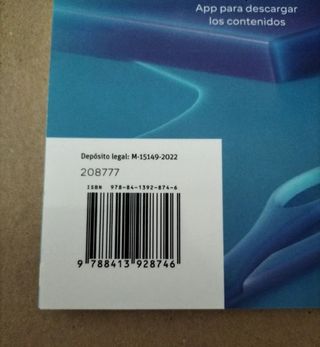 App para descargar
los contenidos
Depósito legal: M-15149-2022
208777
ISBN 978-84-1392-874-6
9 788413 928746